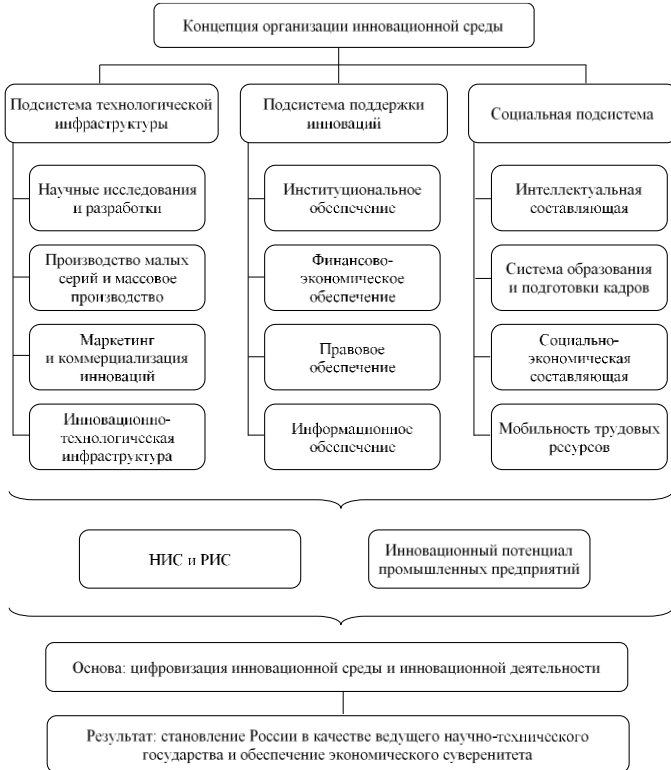 Концепция организации инновационной среды
Подсистема технологической
инфраструктуры
Научные исследования
и разработки
Производство малых
серий и массовое
производство
Маркетинг
и коммерциализация
инноваций
Инновационно-
технологическая
инфраструктура
Подсистема поддержки
инноваций
Институциональное
обеспечение
Финансово-
экономическое
обеспечение
Правовое
обеспечение
Информационное
обеспечение
Социальная подсистема
Интеллектуальная
составляющая
Система образования
и подготовки кадров
Социально-
экономическая
составляющая
Мобильность трудовых
ресурсов
НИС и РИС
Инновационный потенциал
промышленных предприятий
Основа: цифровизация инновационной среды и инновационной деятельности
Результат: становление России в качестве ведущего научно-технического
государства и обеспечение экономического суверенитета